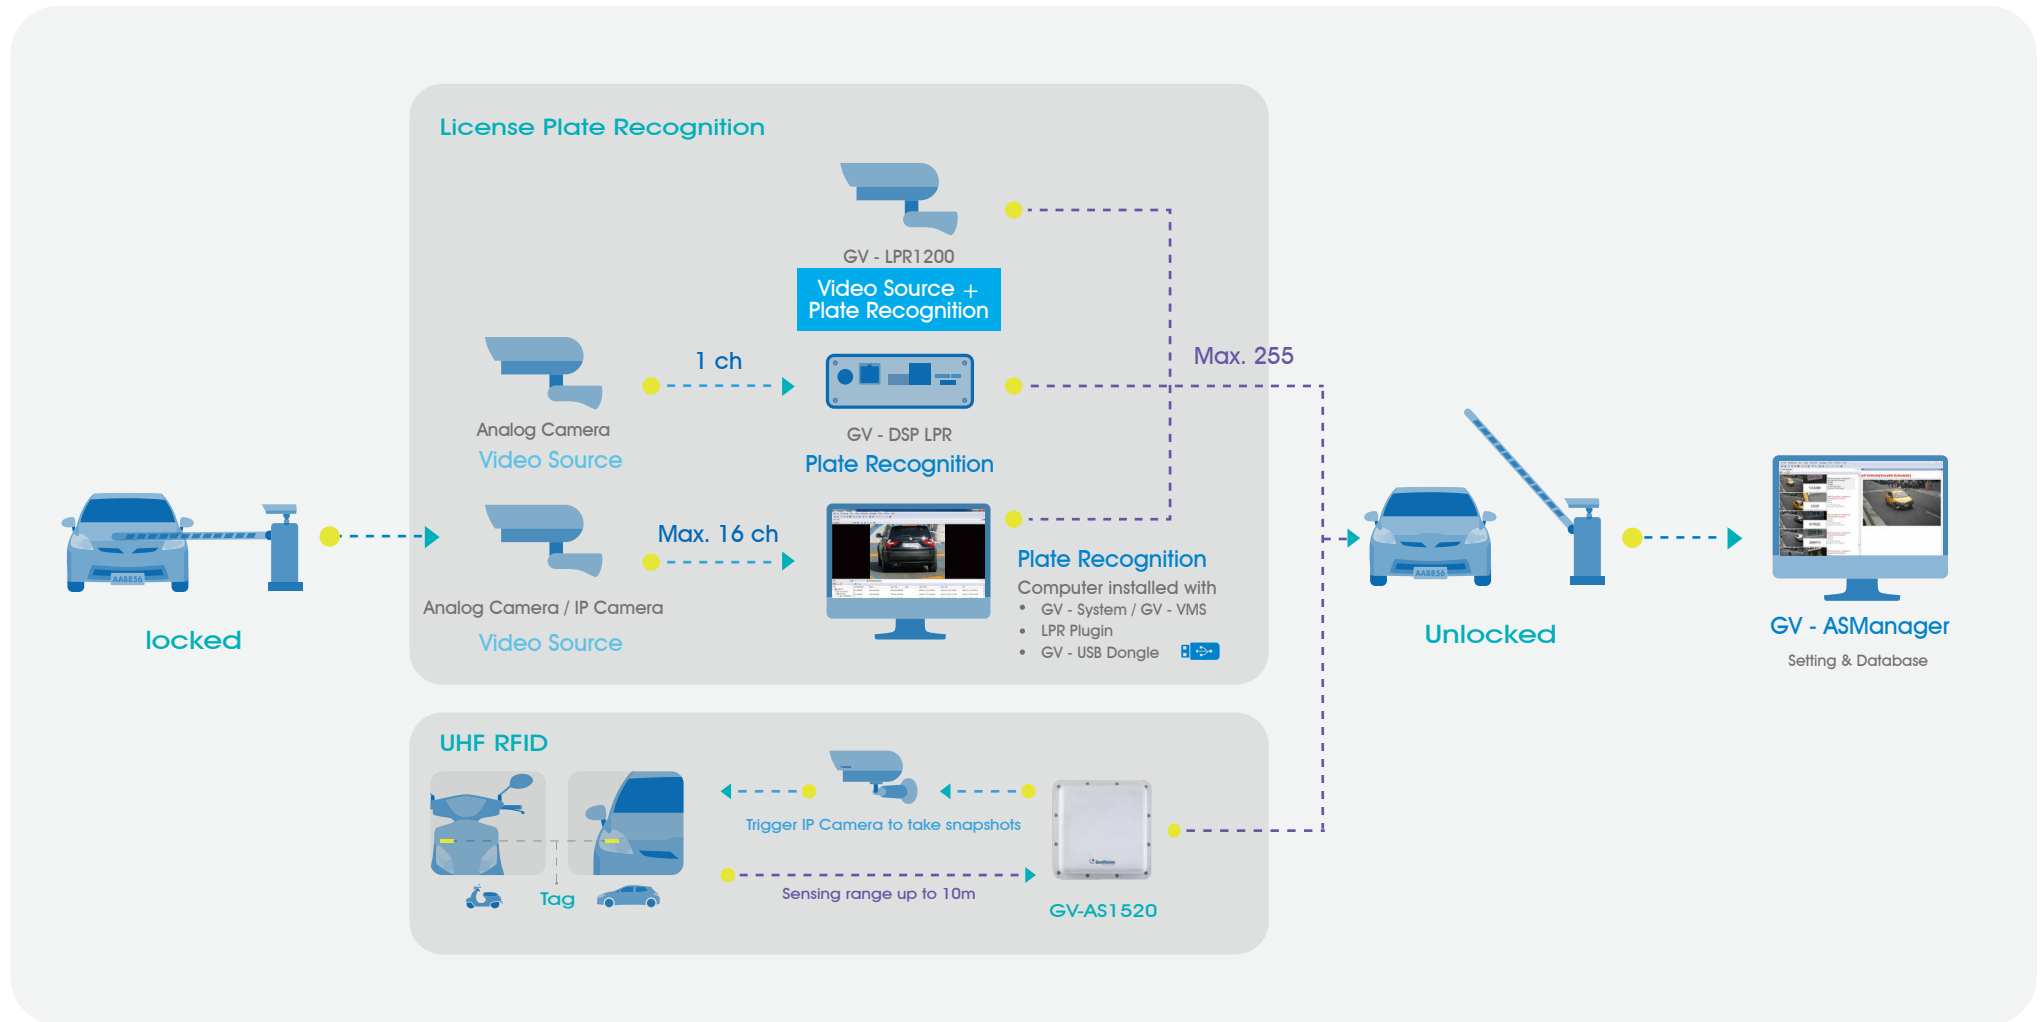 License Plate Recognition
GV - LPR1200
Video Source +
Plate Recognition
1 ch
Max. 255
Analog Camera
Video Source
GV - DSP LPR
Plate Recognition
Max. 16 ch
Analog Camera / IP Camera
Video Source
Plate Recognition
Computer installed with
• GV - System / GV - VMS
• LPR Plugin
• GV - USB Dongle
AAB856
locked
AAB856
Unlocked
GV - ASManager
Setting & Database
UHF RFID
Trigger IP Camera to take snapshots
Sensing range up to 10m
Tag
GeoVision
GV-AS1520